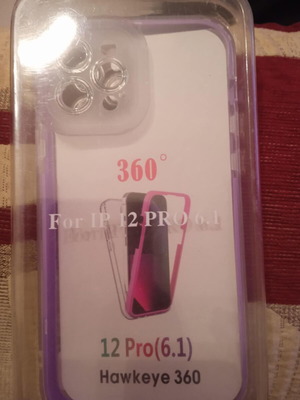 360°
For IP 12 PRO 6.1
12 Pro(6.1)
Hawkeye 360